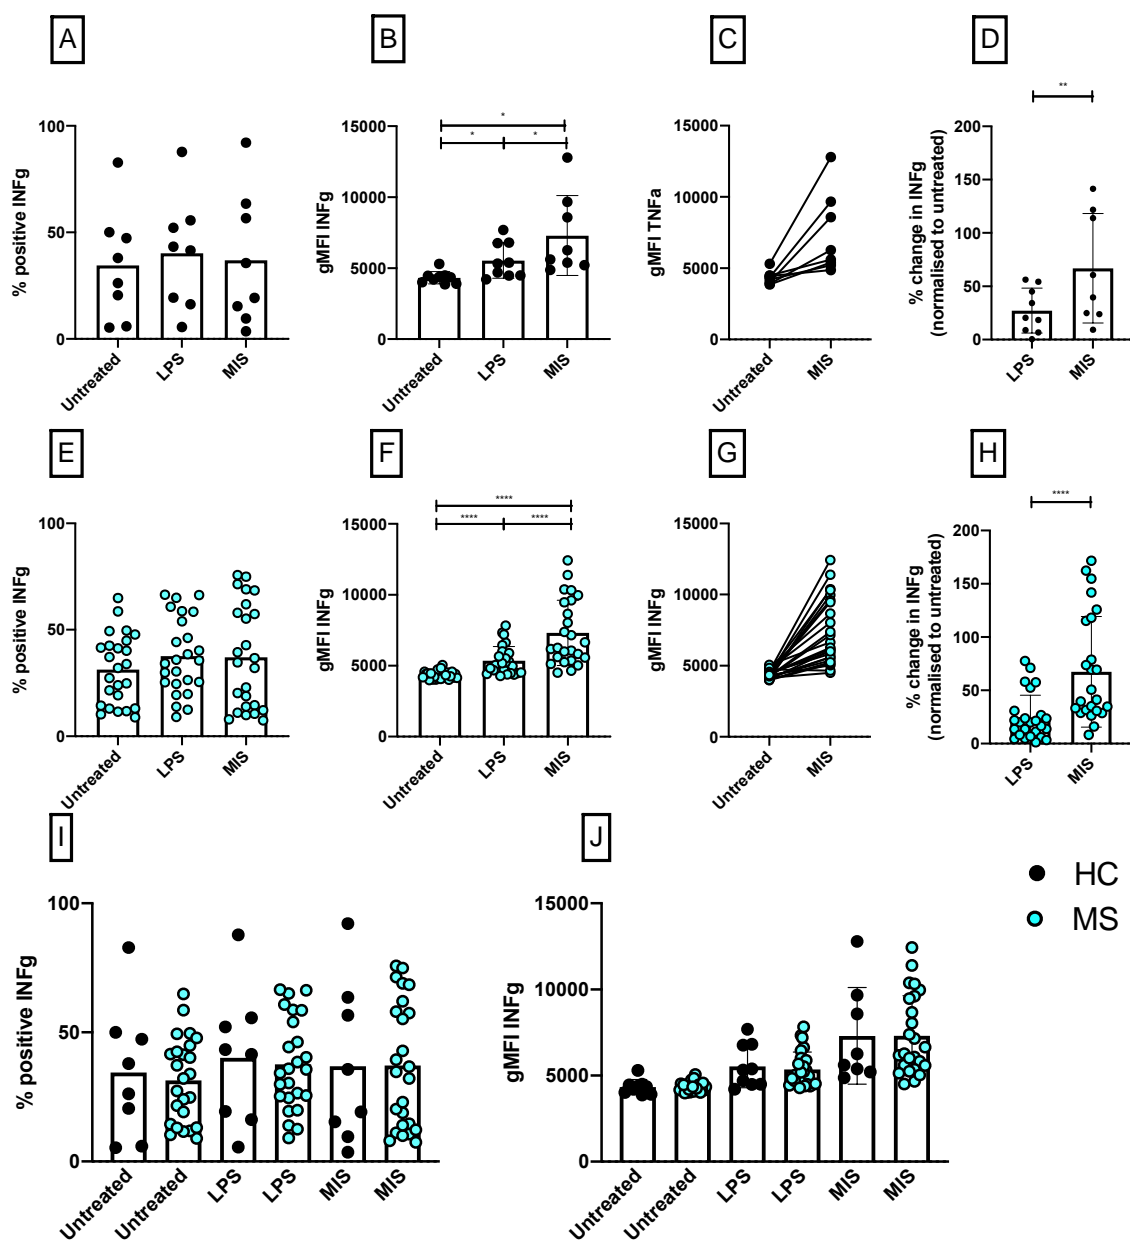 A
B
C
D
% positive INFg
100
50
0
Untreated
LPS
MIS
gMFI INFg
15000
10000
5000
0
*
*
*
Untreated
LPS
MIS
gMFI TNFa
15000
10000
5000
0
Untreated
MIS
% change in INFg
(normalised to untreated)
200
150
100
50
0
**
LPS
MIS
E
F
G
H
% positive INFg
100
50
0
Untreated
LPS
MIS
gMFI INFg
15000
10000
5000
0
****
****
****
Untreated
LPS
MIS
gMFI INFg
15000
10000
5000
0
Untreated
MIS
% change in INFg
(normalised to untreated)
200
150
100
50
0
****
LPS
MIS
I
J
% positive INFg
100
50
0
Untreated
Untreated
LPS
LPS
MIS
MIS
gMFI INFg
15000
10000
5000
0
Untreated
Untreated
LPS
LPS
MIS
MIS
HC
MS